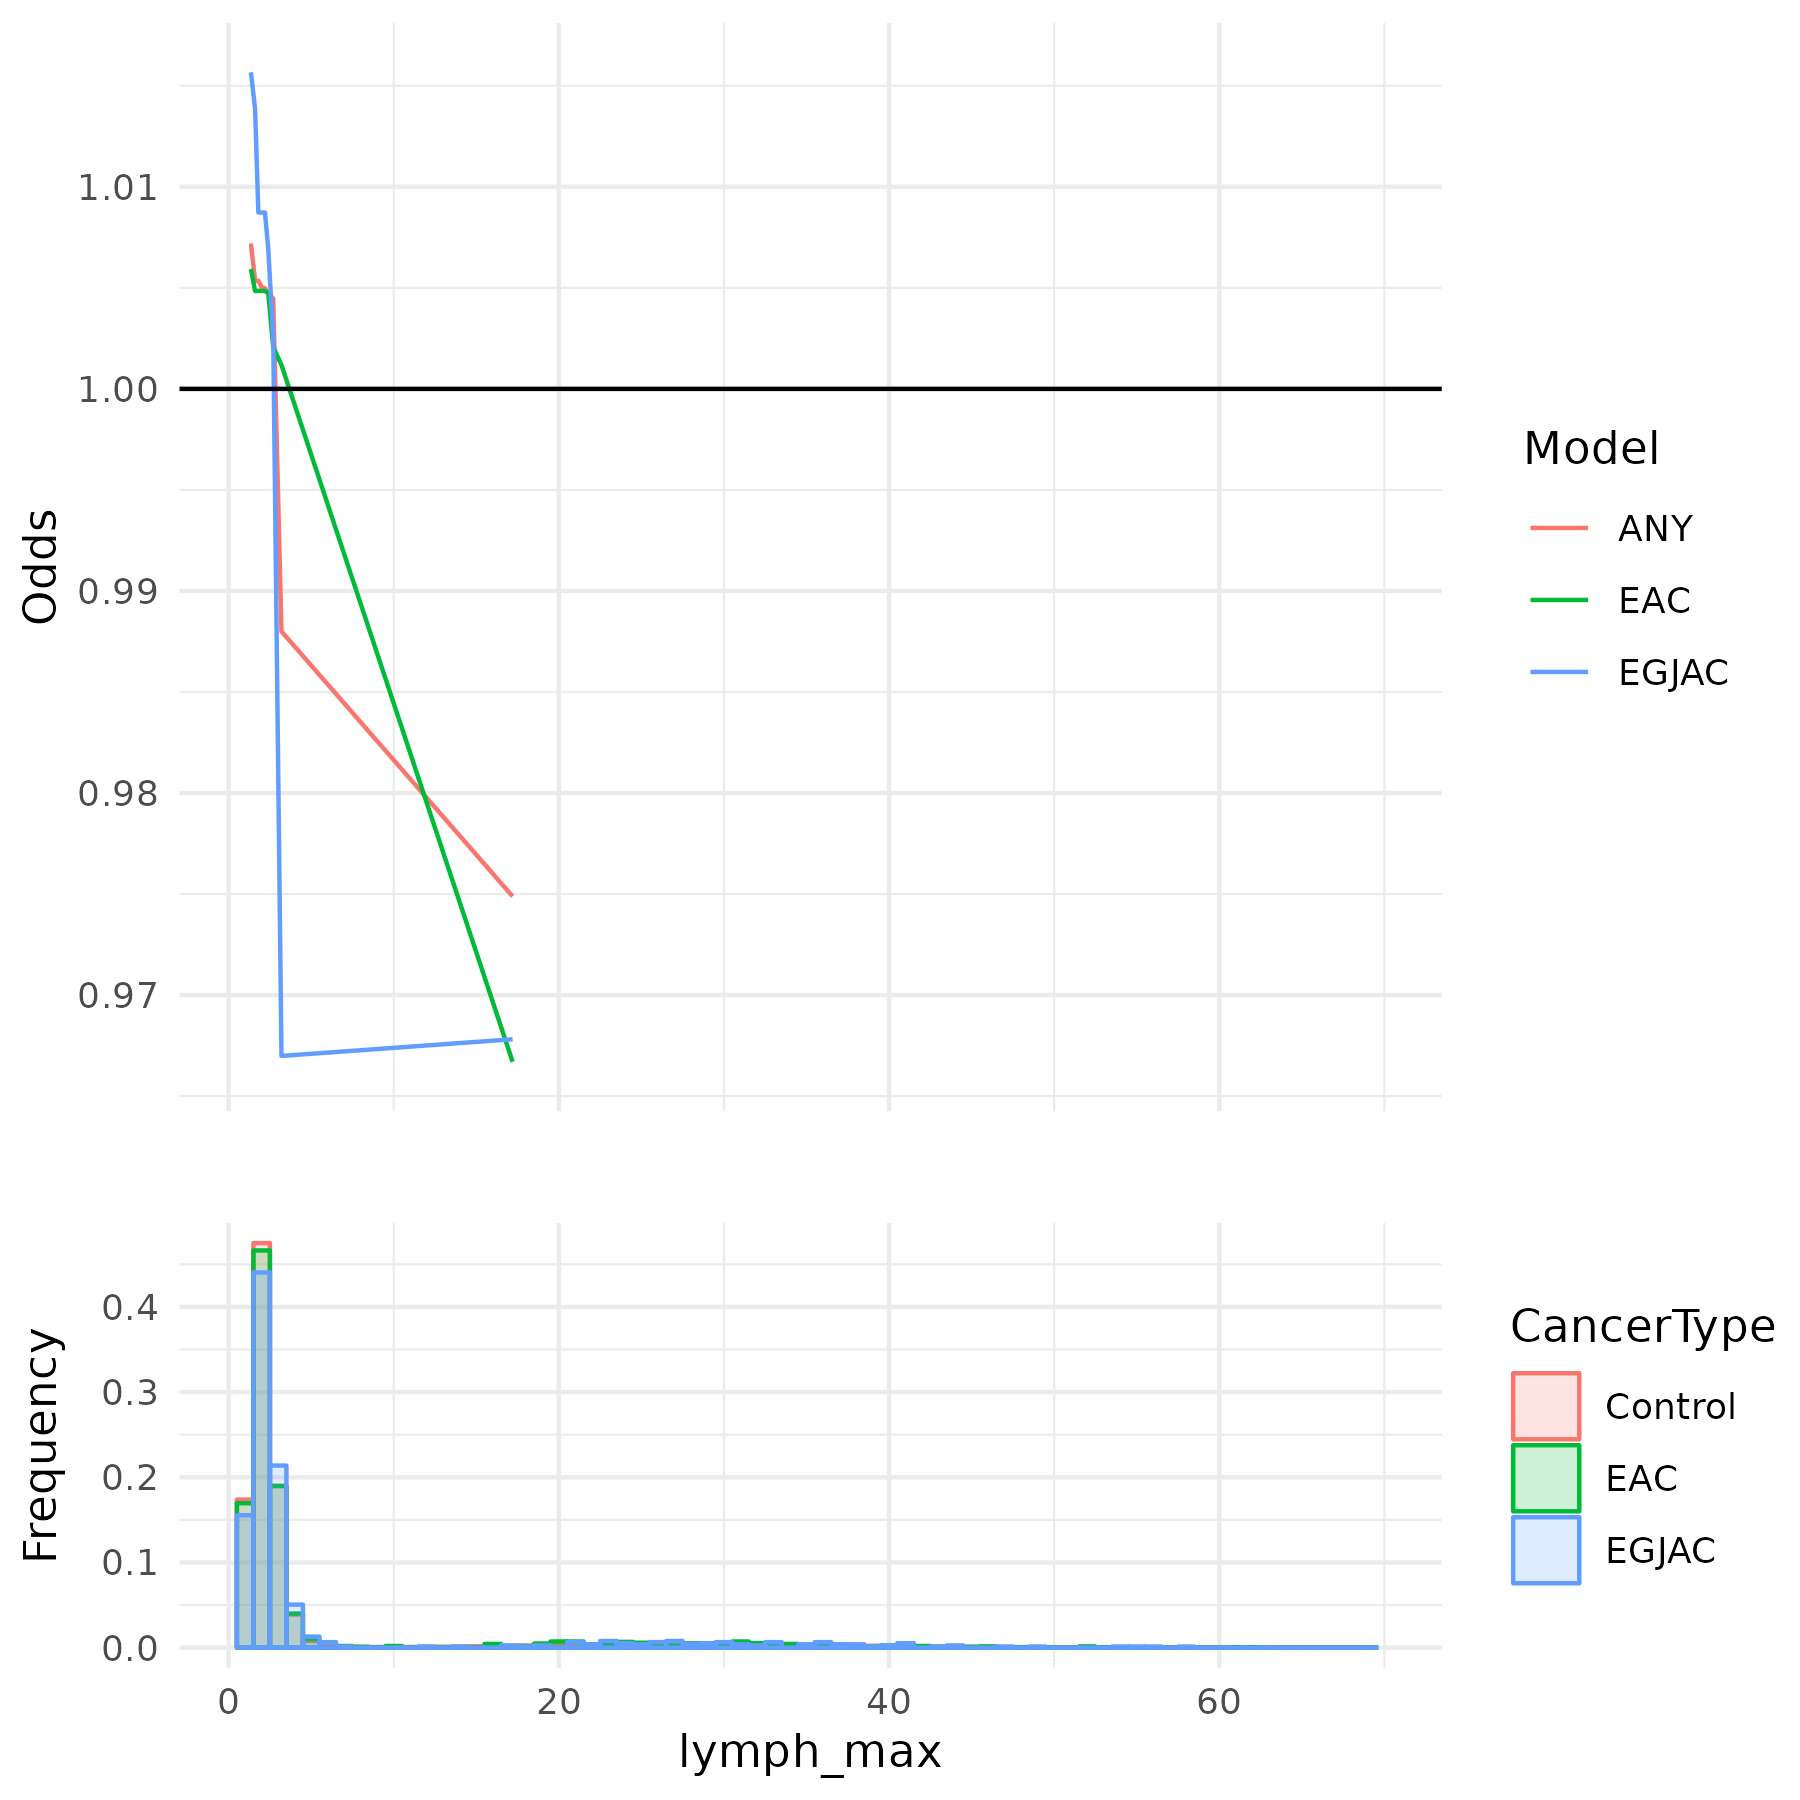 1.01
1.00
0.99
0.98
0.97
Odds
Model
ANY
EAC
EGJAC
0.4
0.3
0.2
0.1
0.0
Frequency
0 20 40 60
lymph_max
CancerType
Control
EAC
EGJAC